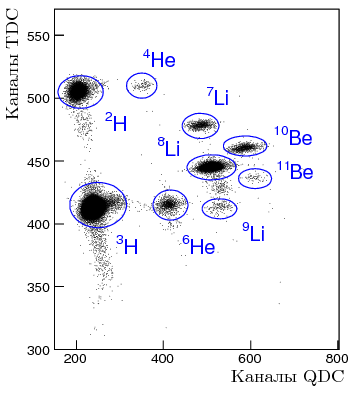 Каналы TDC
550
500
450
400
350
300
⁴He
⁷Li
²H
⁸Li
¹⁰Be
¹¹Be
³H
⁶He
⁹Li
200 400 600 800
Каналы QDC